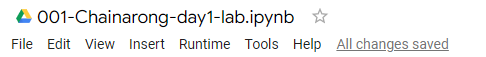 001-Chainarong-day1-lab.ipynb
File Edit View Insert Runtime Tools Help All changes saved